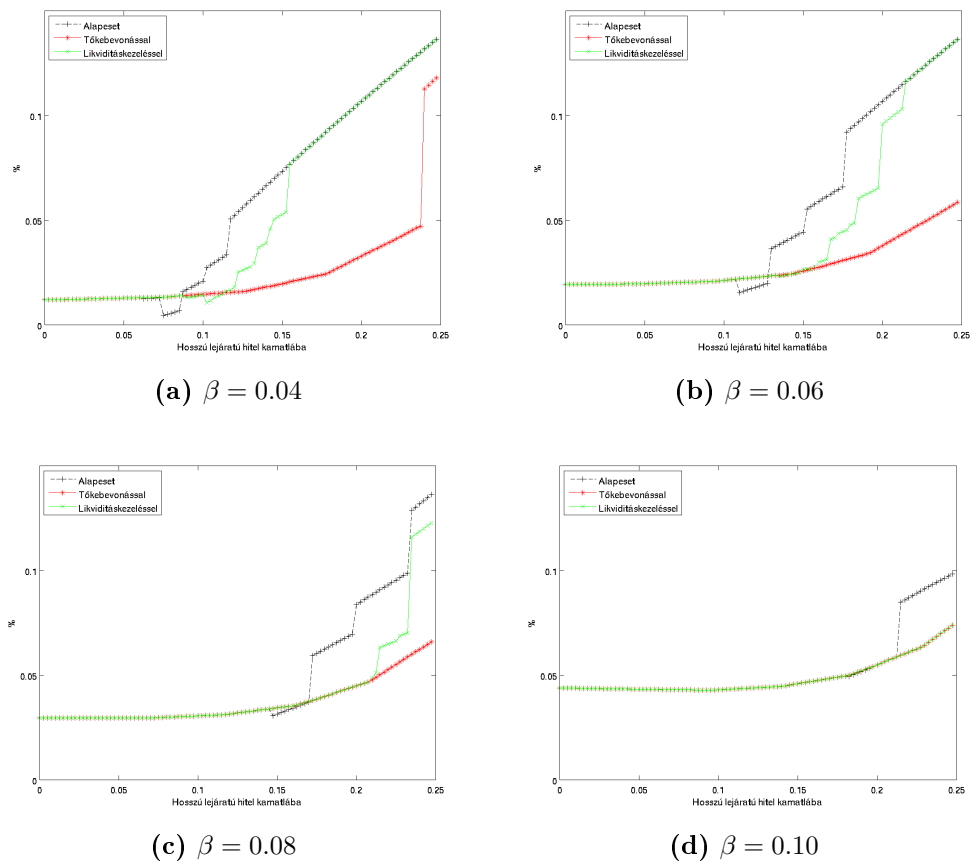 Alapeset
Tőkebevonással
Likviditáskezeléssel
0.1
0.05
0
%
0 0.05 0.1 0.15 0.2 0.25
Hosszú lejáratú hitel kamatlába
(a) β = 0.04
Alapeset
Tőkebevonással
Likviditáskezeléssel
0.1
0.05
0
%
0 0.05 0.1 0.15 0.2 0.25
Hosszú lejáratú hitel kamatlába
(b) β = 0.06
Alapeset
Tőkebevonással
Likviditáskezeléssel
0.1
0.05
0
%
0 0.05 0.1 0.15 0.2 0.25
Hosszú lejáratú hitel kamatlába
(c) β = 0.08
Alapeset
Tőkebevonással
Likviditáskezeléssel
0.1
0.05
0
%
0 0.05 0.1 0.15 0.2 0.25
Hosszú lejáratú hitel kamatlába
(d) β = 0.10